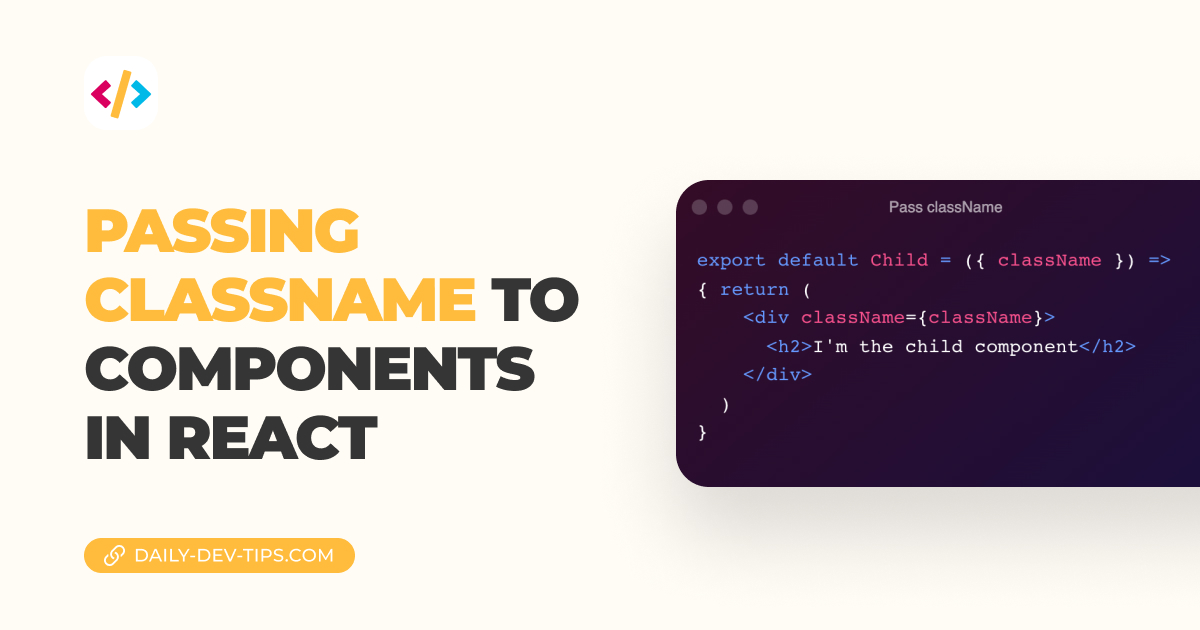 </>
PASSING
CLASSNAME TO
COMPONENTS
IN REACT
DAILY-DEV-TIPS.COM
Pass className
export default Child = ({ className }) =>
{ return (
    <div className={className}>
      <h2>I'm the child component</h2>
    </div>
  )
}